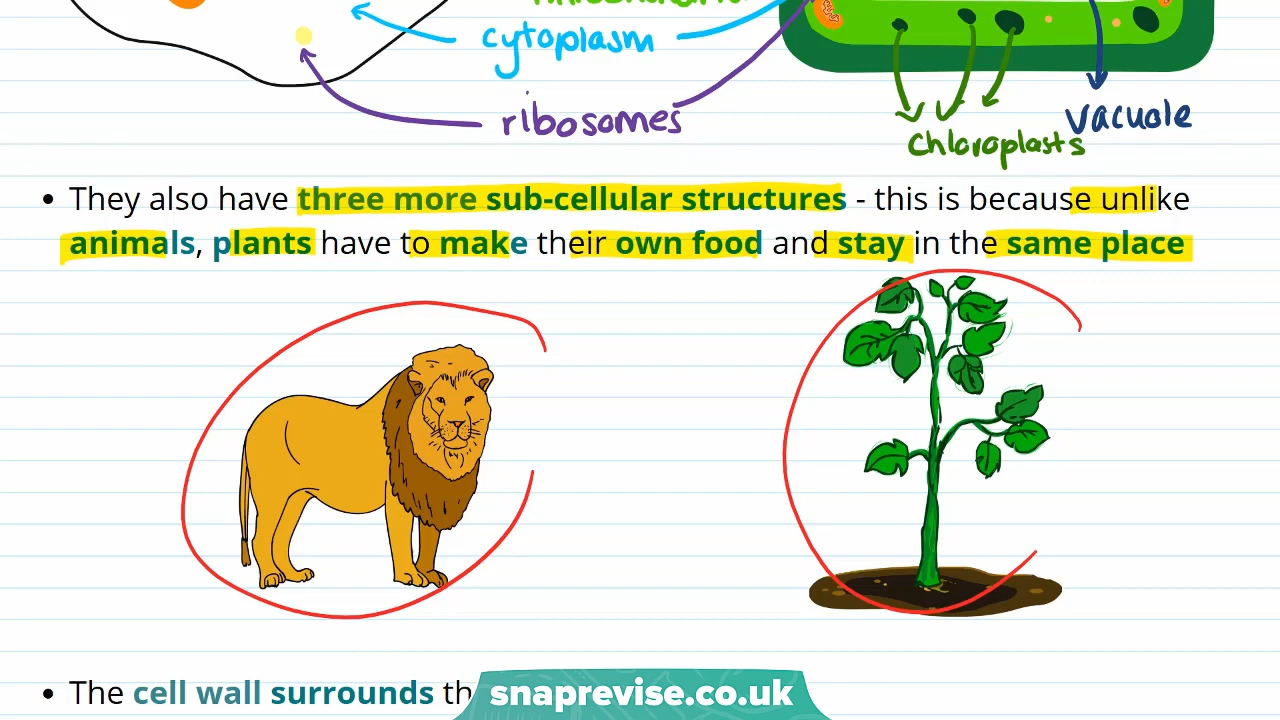 cytoplasm
ribosomes
vacuole
chloroplasts
• They also have three more sub-cellular structures - this is because unlike
animals, plants have to make their own food and stay in the same place
• The cell wall surrounds th
snaprevise.co.uk